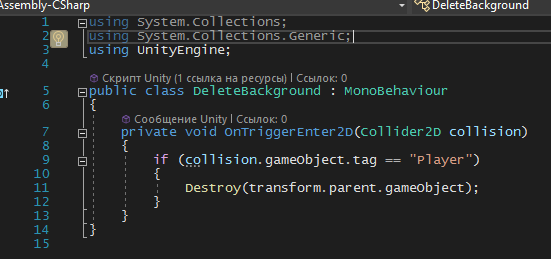 Assembly-CSharp DeleteBackground
1 using System.Collections;
2 using System.Collections.Generic;
3 using UnityEngine;
Скрипт Unity (1 ссылка на ресурсы) | Ссылок: 0
5 public class DeleteBackground : MonoBehaviour
6 {
Сообщение Unity | Ссылок: 0
7 private void OnTriggerEnter2D(Collider2D collision)
8 {
9 if (collision.gameObject.tag == "Player")
10 {
11 Destroy(transform.parent.gameObject);
12 }
13 }
14 }
15